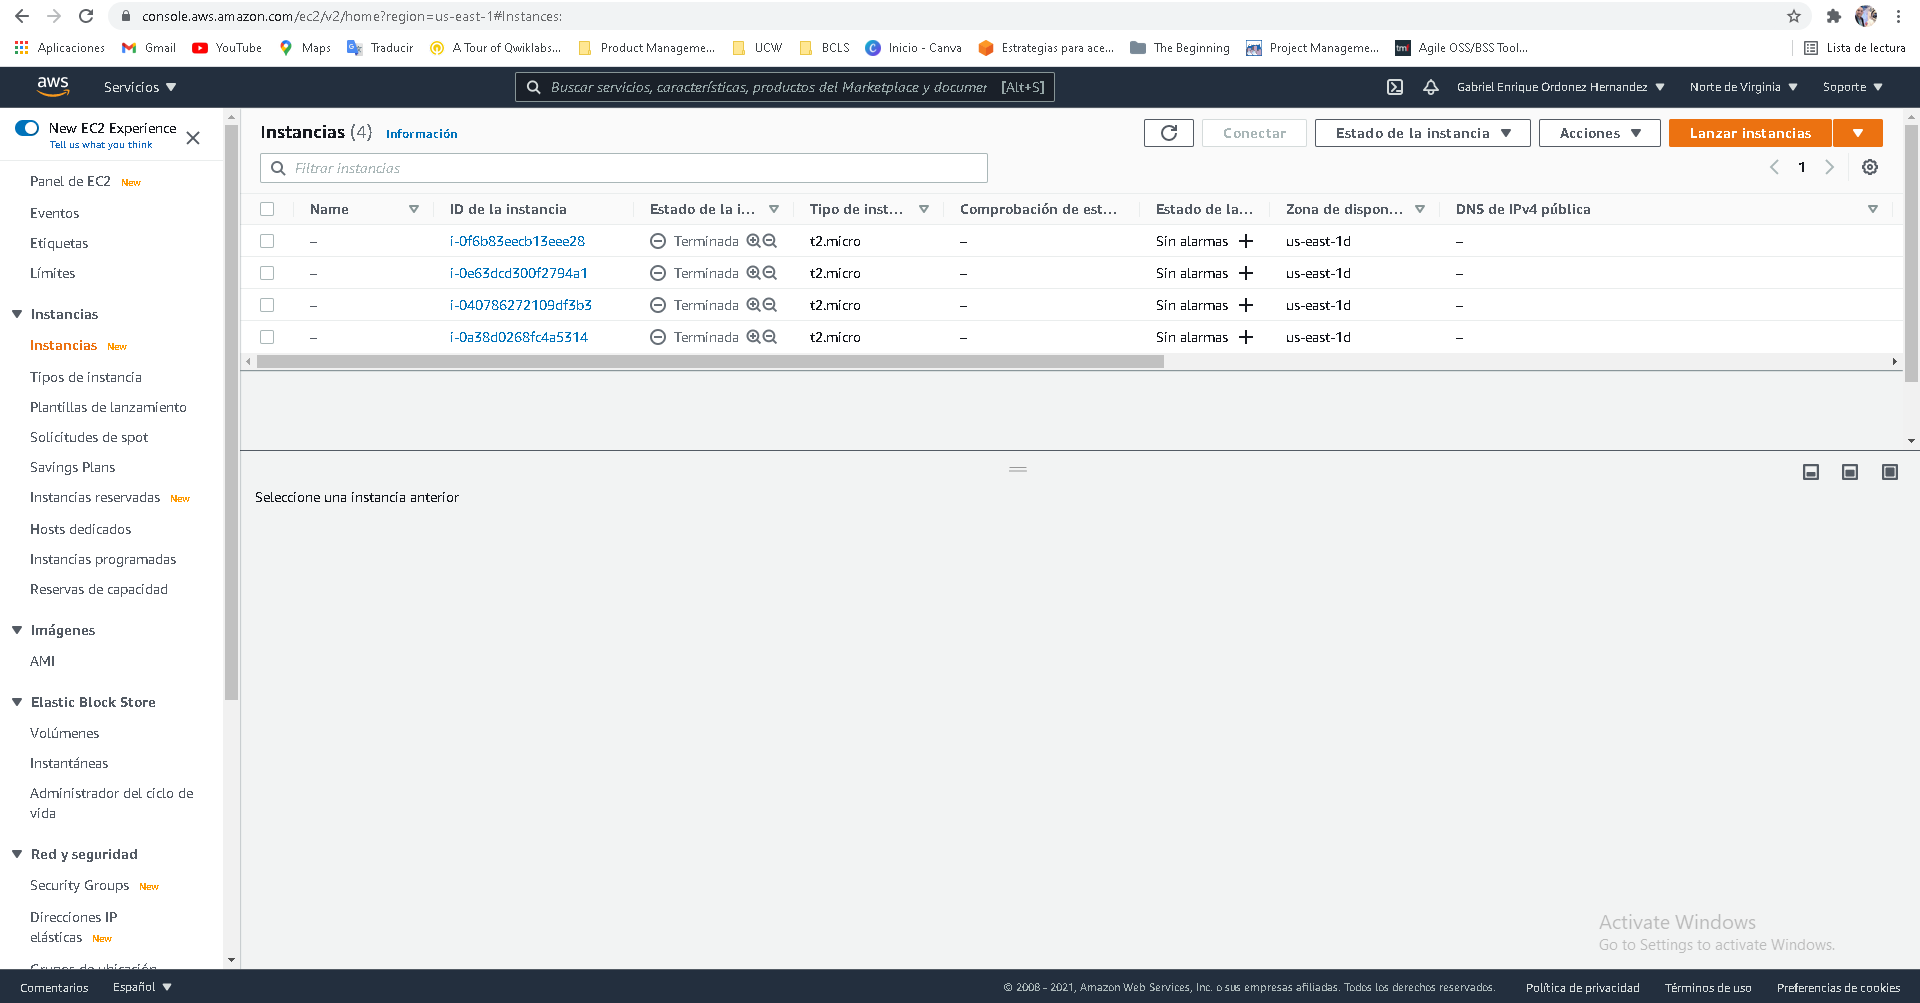 console.aws.amazon.com/ec2/v2/home?region=us-east-1#Instances:
Aplicaciones Gmail YouTube Maps Traducir A Tour of Qwiklabs... Product Manageme... UCW BCLS Inicio - Canva Estrategias para ace... The Beginning Project Manageme... tmf Agile OSS/BSS Tool... Lista de lectura
aws Servicios Buscar servicios, características, productos del Marketplace y documer [Alt+S] Gabriel Enrique Ordonez Hernandez Norte de Virginia Soporte
New EC2 Experience
Tell us what you think
Panel de EC2 New
Eventos
Etiquetas
Límites
Instancias
Instancias New
Tipos de instancia
Plantillas de lanzamiento
Solicitudes de spot
Savings Plans
Instancias reservadas New
Hosts dedicados
Instancias programadas
Reservas de capacidad
Imágenes
AMI
Elastic Block Store
Volúmenes
Instantáneas
Administrador del ciclo de
vida
Red y seguridad
Security Groups New
Direcciones IP
elásticas New
Grupos de ubicación
Instancias (4) Información Conectar Estado de la instancia Acciones Lanzar instancias
Filtrar instancias 1
Name ID de la instancia Estado de la i... Tipo de inst... Comprobación de est... Estado de la... Zona de dispon... DNS de IPv4 pública
– i-0f6b83eecb13eee28 Terminada t2.micro – Sin alarmas us-east-1d –
– i-0e63dcd300f2794a1 Terminada t2.micro – Sin alarmas us-east-1d –
– i-040786272109df3b3 Terminada t2.micro – Sin alarmas us-east-1d –
– i-0a38d0268fc4a5314 Terminada t2.micro – Sin alarmas us-east-1d –
Seleccione una instancia anterior
Activate Windows
Go to Settings to activate Windows.
Comentarios Español © 2008 - 2021, Amazon Web Services, Inc. o sus empresas afiliadas. Todos los derechos reservados. Política de privacidad Términos de uso Preferencias de cookies